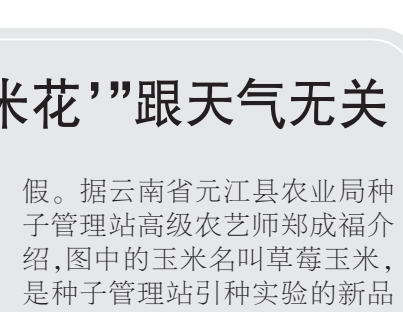 米花’”跟天气无关
假。据云南省元江县农业局种
子管理站高级农艺师郑成福介
绍,图中的玉米名叫草莓玉米,
是种子管理站引种实验的新品